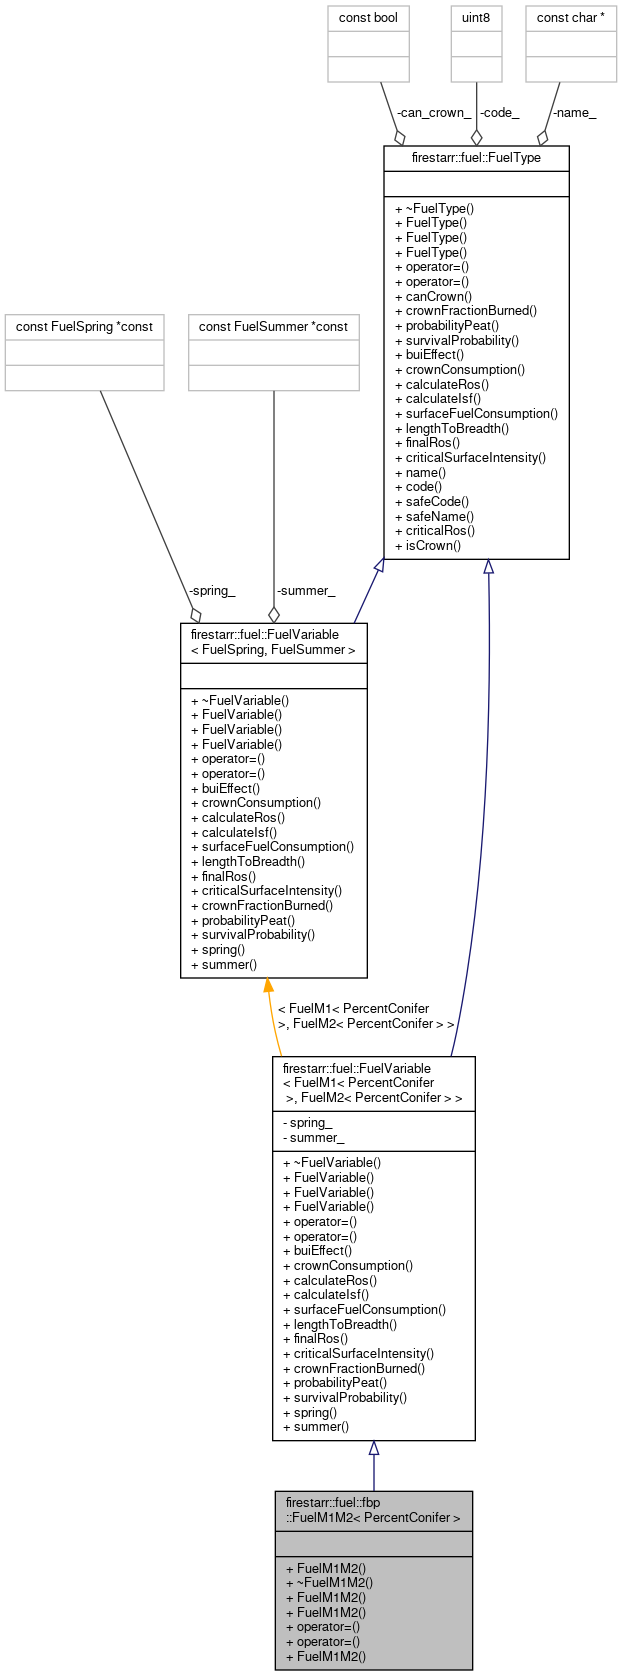 const bool
uint8
const char *
-can_crown_
-code_
-name_
firestarr::fuel::FuelType
+ ~FuelType()
+ FuelType()
+ FuelType()
+ FuelType()
+ operator=()
+ operator=()
+ canCrown()
+ crownFractionBurned()
+ probabilityPeat()
+ survivalProbability()
+ buiEffect()
+ crownConsumption()
+ calculateRos()
+ calculateIsf()
+ surfaceFuelConsumption()
+ lengthToBreadth()
+ finalRos()
+ criticalSurfaceIntensity()
+ name()
+ code()
+ safeCode()
+ safeName()
+ criticalRos()
+ isCrown()
const FuelSpring *const
const FuelSummer *const
-spring_
-summer_
firestarr::fuel::FuelVariable
< FuelSpring, FuelSummer >
+ ~FuelVariable()
+ FuelVariable()
+ FuelVariable()
+ FuelVariable()
+ operator=()
+ operator=()
+ buiEffect()
+ crownConsumption()
+ calculateRos()
+ calculateIsf()
+ surfaceFuelConsumption()
+ lengthToBreadth()
+ finalRos()
+ criticalSurfaceIntensity()
+ crownFractionBurned()
+ probabilityPeat()
+ survivalProbability()
+ spring()
+ summer()
< FuelM1< PercentConifer
>, FuelM2< PercentConifer > >
firestarr::fuel::FuelVariable
< FuelM1< PercentConifer
>, FuelM2< PercentConifer > >
- spring_
- summer_
+ ~FuelVariable()
+ FuelVariable()
+ FuelVariable()
+ FuelVariable()
+ operator=()
+ operator=()
+ buiEffect()
+ crownConsumption()
+ calculateRos()
+ calculateIsf()
+ surfaceFuelConsumption()
+ lengthToBreadth()
+ finalRos()
+ criticalSurfaceIntensity()
+ crownFractionBurned()
+ probabilityPeat()
+ survivalProbability()
+ spring()
+ summer()
firestarr::fuel::fbp
::FuelM1M2< PercentConifer >
+ FuelM1M2()
+ ~FuelM1M2()
+ FuelM1M2()
+ FuelM1M2()
+ operator=()
+ operator=()
+ FuelM1M2()